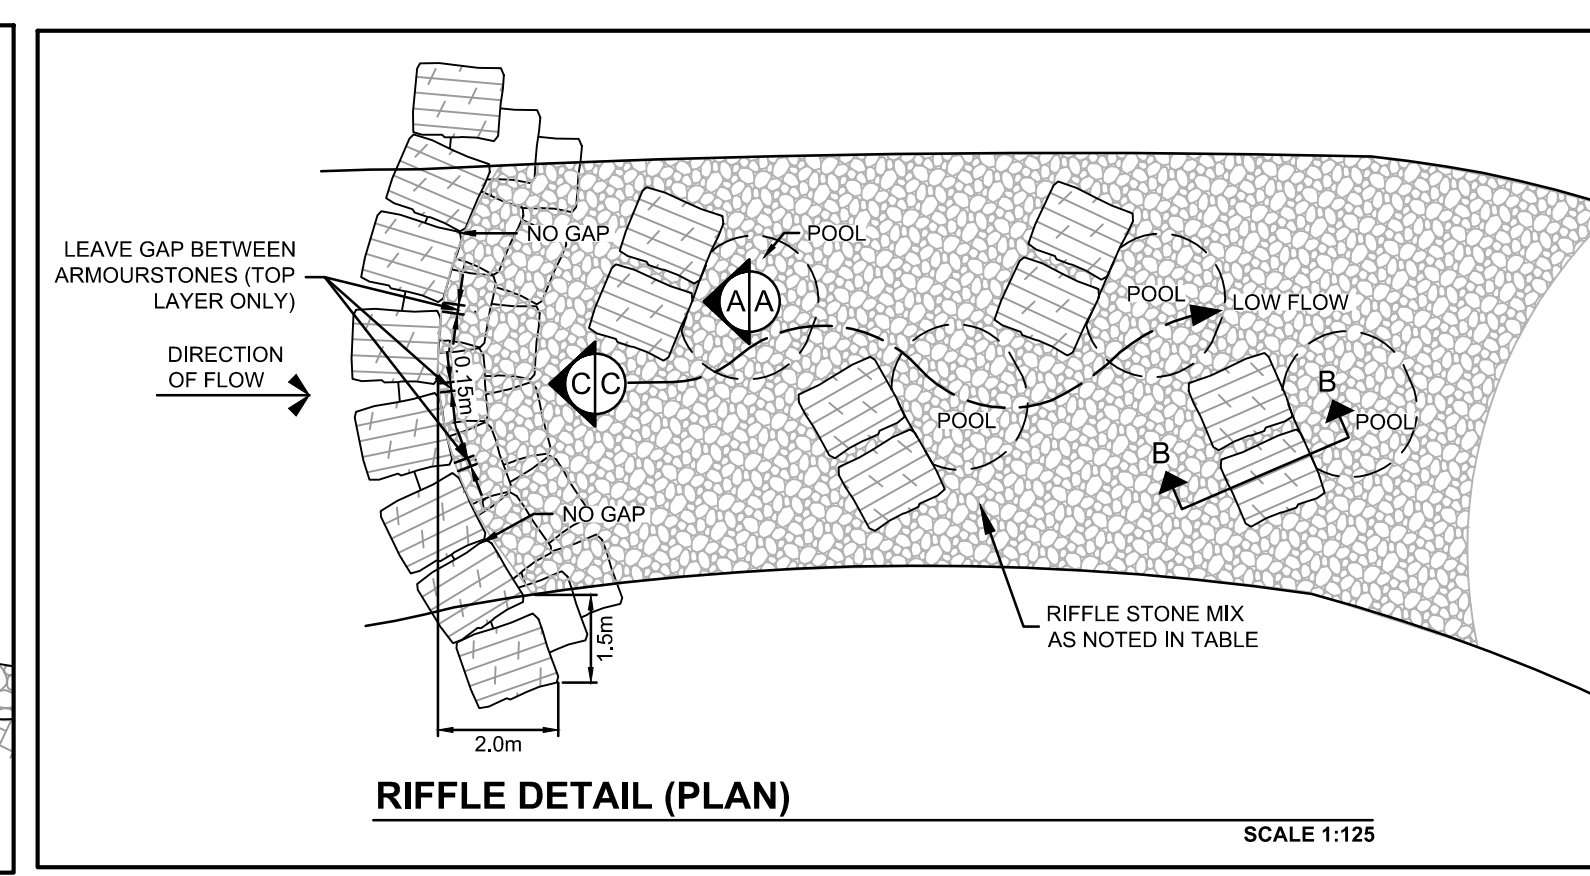 NO GAP
POOL
LEAVE GAP BETWEEN
ARMOURSTONES (TOP
LAYER ONLY)
A A
POOL
LOW FLOW
DIRECTION
OF FLOW
0.15m
C C
B
POOL
POOL
B
NO GAP
RIFFLE STONE MIX
AS NOTED IN TABLE
1.5m
2.0m
RIFFLE DETAIL (PLAN)
SCALE 1:125